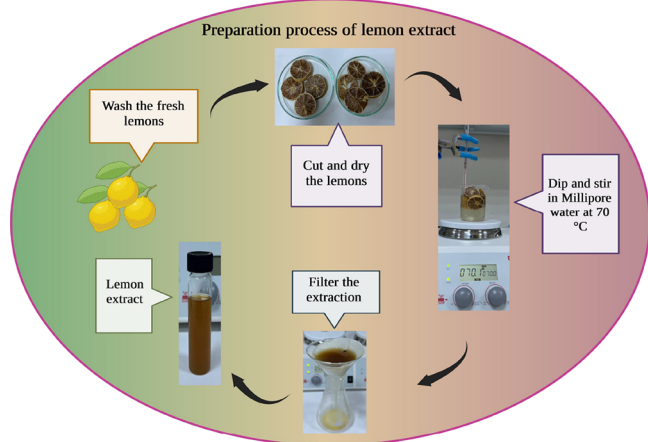 Preparation process of lemon extract
Wash the fresh
lemons
Cut and dry
the lemons
Dip and stir
in Millipore
water at 70
°C
Filter the
extraction
Lemon
extract